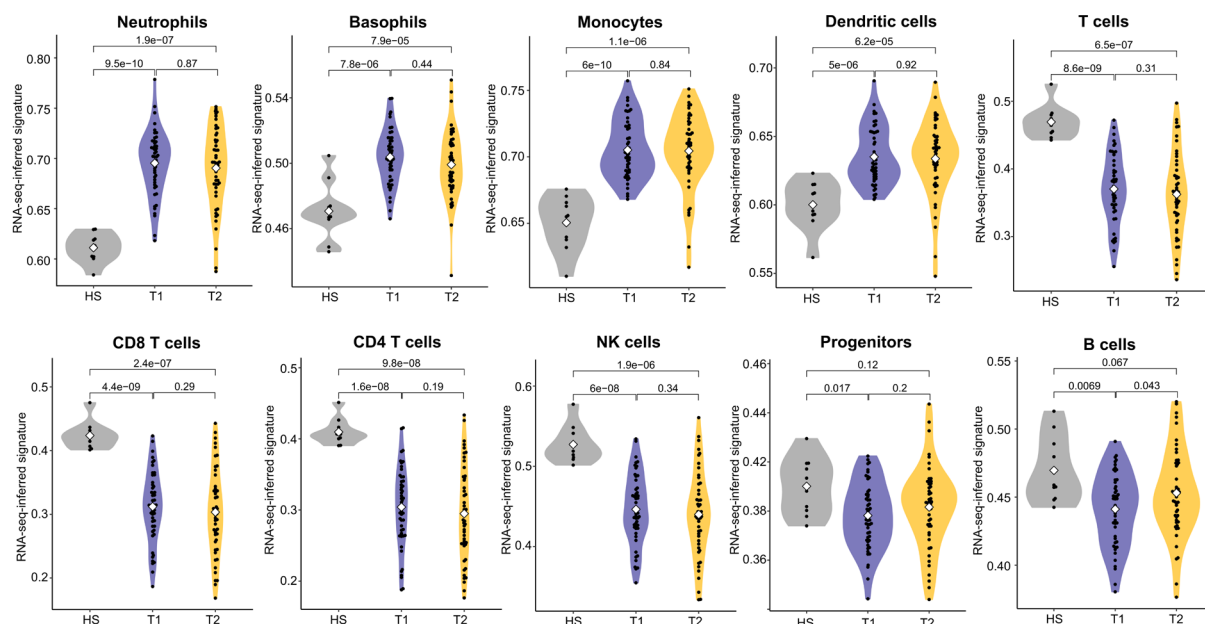 Neutrophils
RNA-seq-inferred signature
0.80
0.75
0.70
0.65
0.60
1.9e−07
9.5e−10
0.87
HS
T1
T2
Basophils
RNA-seq-inferred signature
0.54
0.50
0.46
7.9e−05
7.8e−06
0.44
HS
T1
T2
Monocytes
RNA-seq-inferred signature
0.75
0.70
0.65
1.1e−06
6e−10
0.84
HS
T1
T2
Dendritic cells
RNA-seq-inferred signature
0.70
0.65
0.60
0.55
6.2e−05
5e−06
0.92
HS
T1
T2
T cells
RNA-seq-inferred signature
0.5
0.4
0.3
6.5e−07
8.6e−09
0.31
HS
T1
T2
CD8 T cells
RNA-seq-inferred signature
0.5
0.4
0.3
0.2
2.4e−07
4.4e−09
0.29
HS
T1
T2
CD4 T cells
RNA-seq-inferred signature
0.5
0.4
0.3
0.2
9.8e−08
1.6e−08
0.19
HS
T1
T2
NK cells
RNA-seq-inferred signature
0.6
0.5
0.4
1.9e−06
6e−08
0.34
HS
T1
T2
Progenitors
RNA-seq-inferred signature
0.46
0.44
0.42
0.38
0.36
0.12
0.017
0.2
HS
T1
T2
B cells
RNA-seq-inferred signature
0.55
0.50
0.45
0.40
0.067
0.0069
0.043
HS
T1
T2